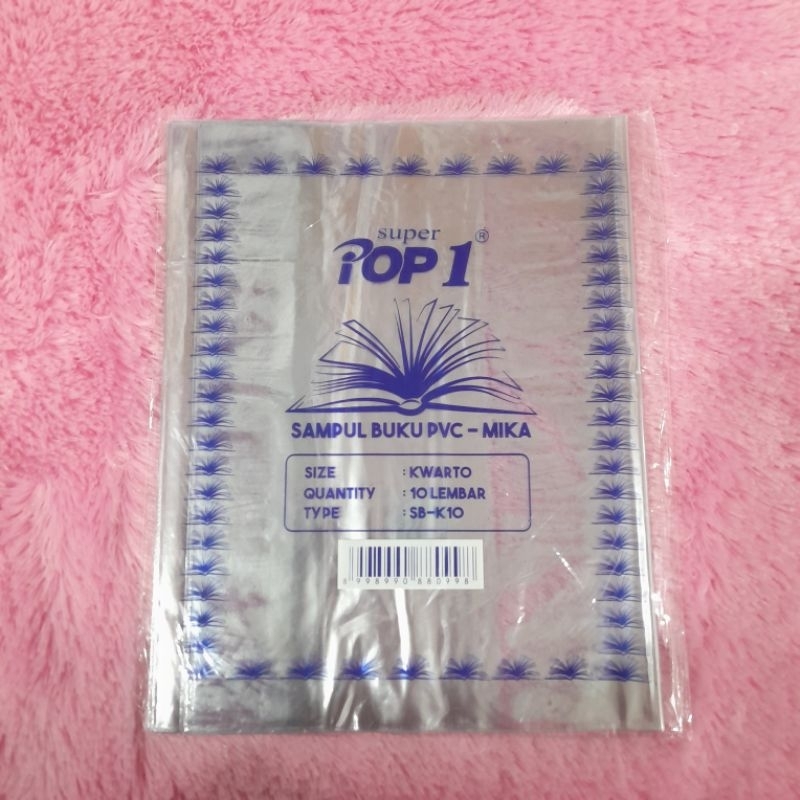 super
POP 1 ®
SAMPUL BUKU PVC - MIKA
SIZE : KWARTO
QUANTITY : 10 LEMBAR
TYPE : SB-K10
8 998990 880998